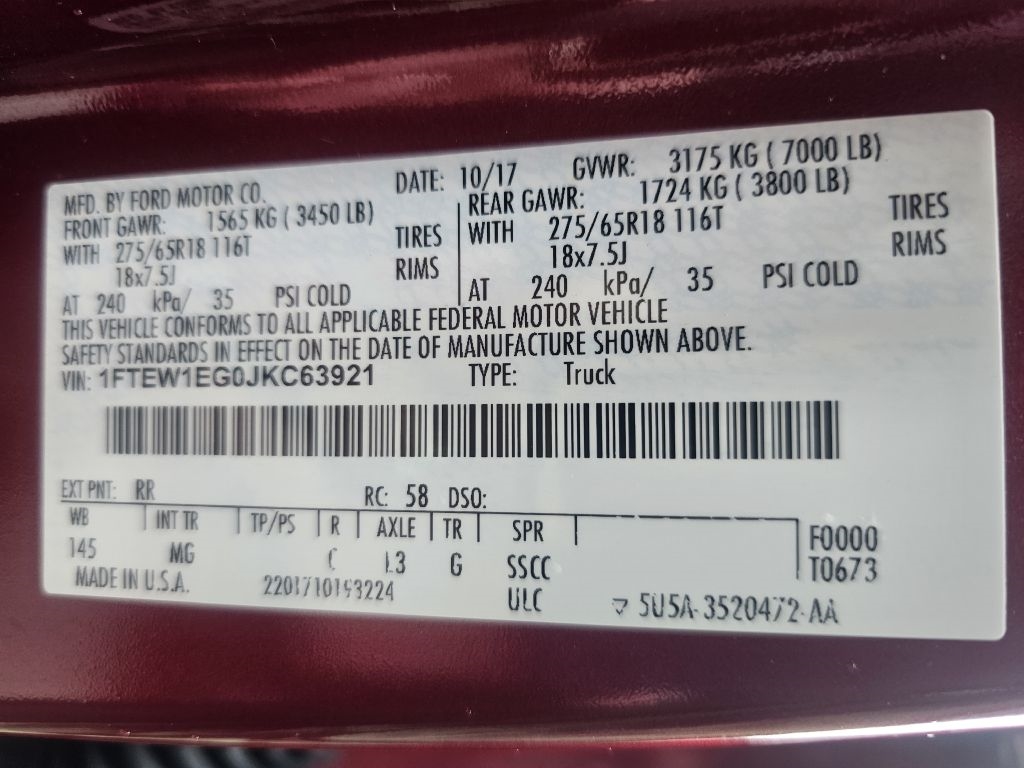 MFD. BY FORD MOTOR CO. DATE: 10/17 GVWR: 3175 KG ( 7000 LB)
FRONT GAWR: 1565 KG ( 3450 LB) REAR GAWR: 1724 KG ( 3800 LB)
WITH 275/65R18 116T TIRES WITH 275/65R18 116T TIRES
18x7.5J RIMS 18x7.5J RIMS
AT 240 kPa/ 35 PSI COLD AT 240 kPa/ 35 PSI COLD
THIS VEHICLE CONFORMS TO ALL APPLICABLE FEDERAL MOTOR VEHICLE
SAFETY STANDARDS IN EFFECT ON THE DATE OF MANUFACTURE SHOWN ABOVE.
VIN: 1FTEW1EG0JKC63921 TYPE: Truck
EXT PNT: RR RC: 58 DSO:
WB INT TR TP/PS R AXLE TR SPR F0000
145 MG C L3 G SSCC T0673
MADE IN U.S.A. 2201710193224 ULC 5U5A-3520472-AA